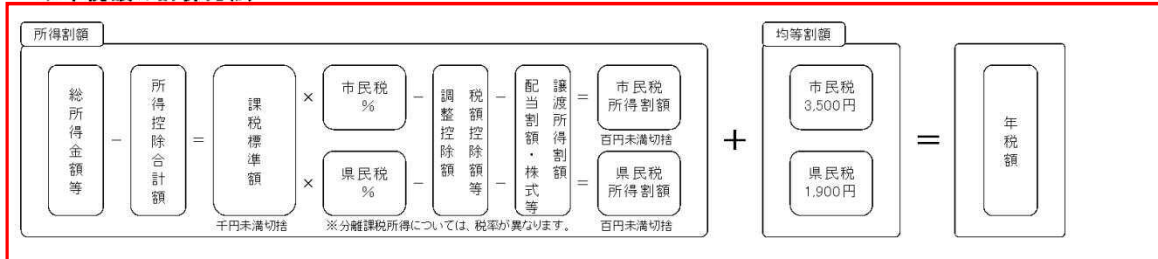 所得割額
均等割額
総所得金額等
－
所得控除合計額
＝
課税標準額
千円未満切捨
×
市民税
%
×
県民税
%
－
－
調整控除額
税額控除額等
－
－
配当割額・株式等
譲渡所得割額
＝
市民税
所得割額
百円未満切捨
＝
県民税
所得割額
百円未満切捨
※分離課税所得については、税率が異なります。
＋
市民税
3,500円
県民税
1,900円
＝
年税額